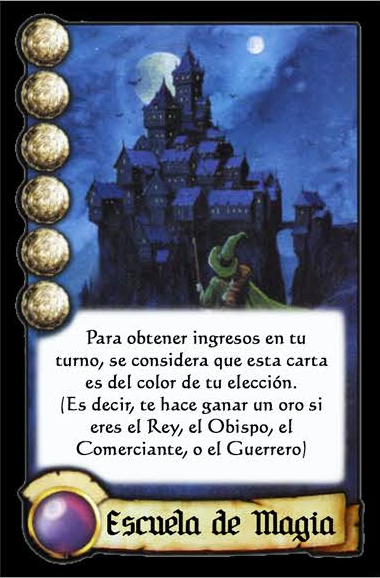 Para obtener ingresos en tu
turno, se considera que esta carta
es del color de tu elección.
(Es decir, te hace ganar un oro si
eres el Rey, el Obispo, el
Comerciante, o el Guerrero)
Escuela de Magia